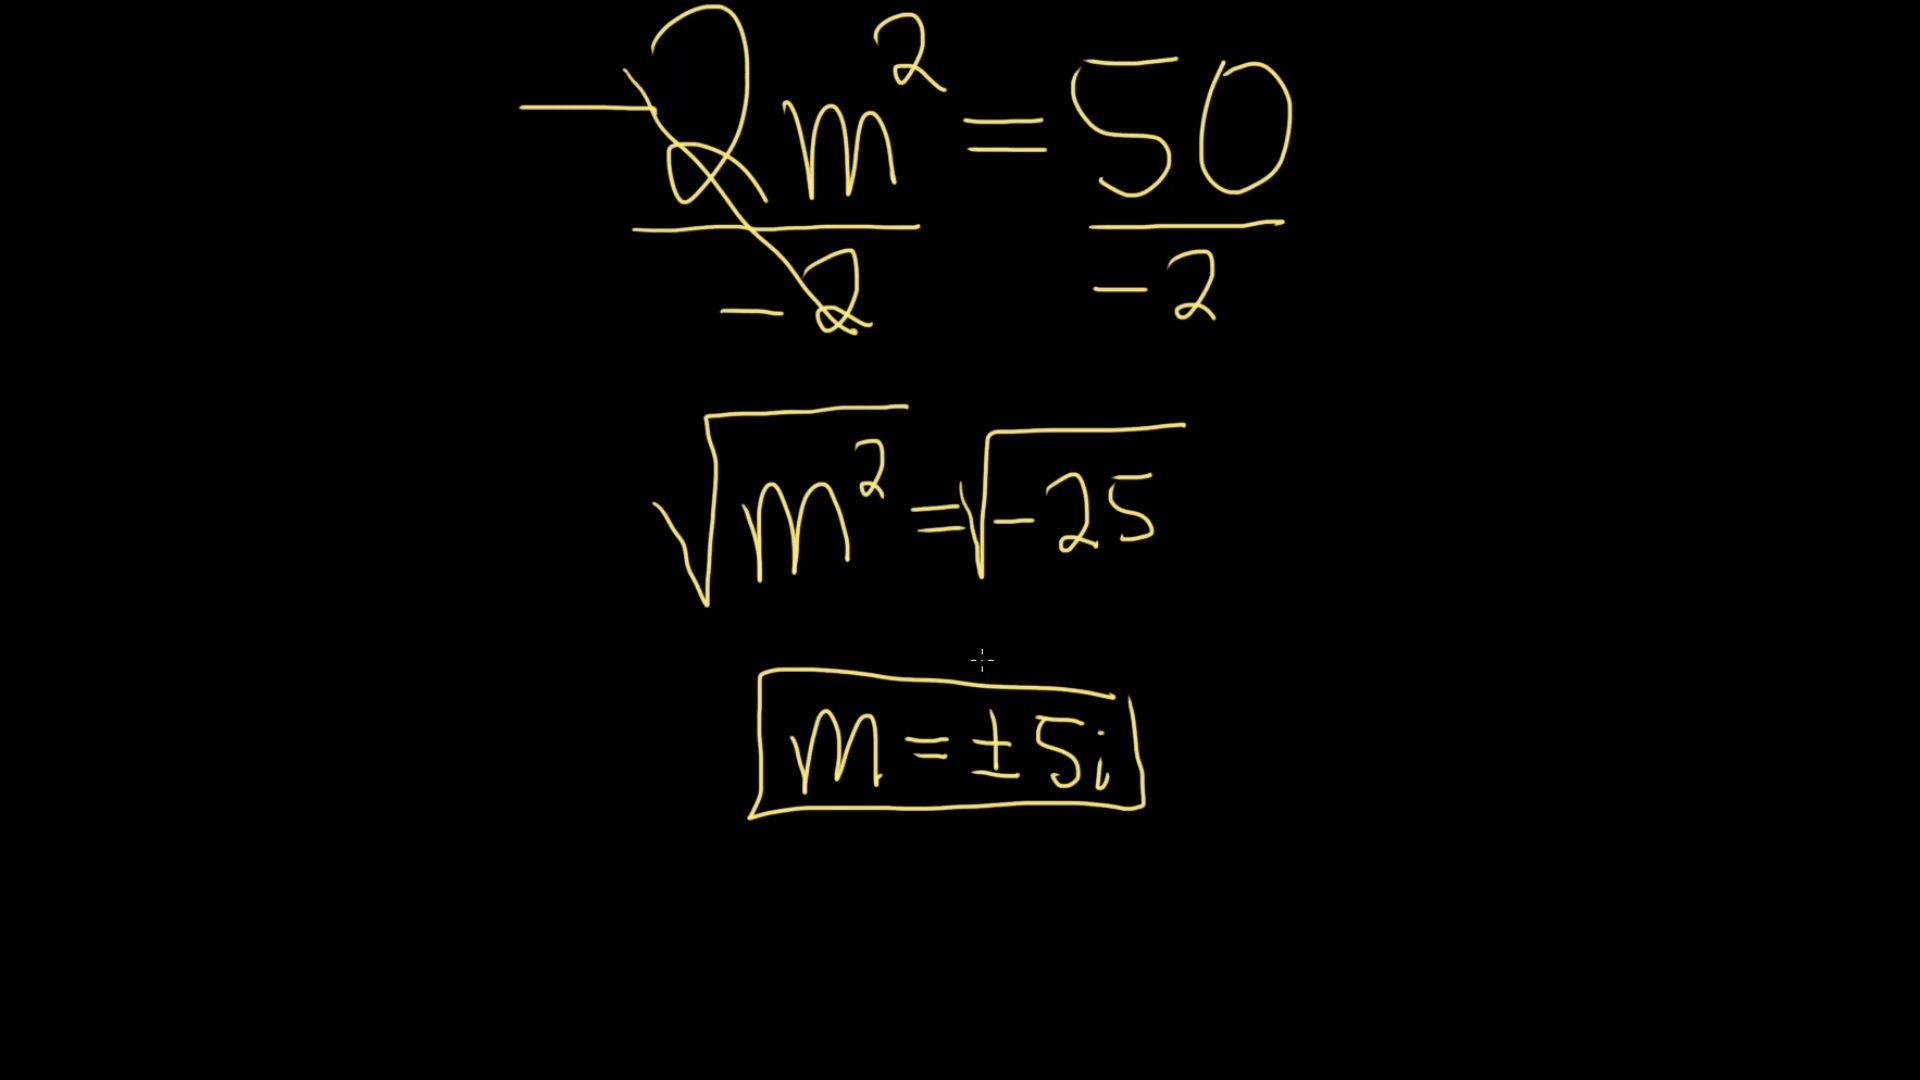 -2m² = 50
-2 -2
√m² = √-25
m = ± 5i